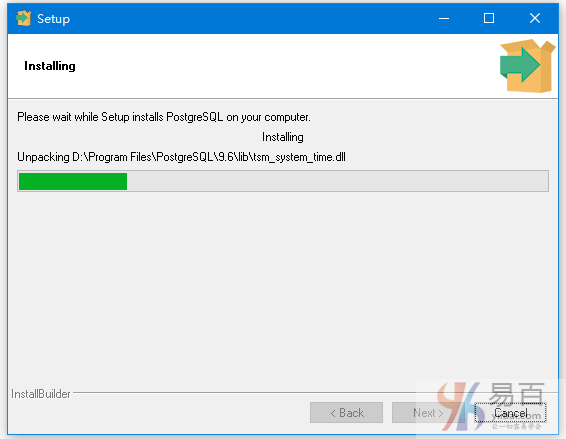 Setup
Installing
Please wait while Setup installs PostgreSQL on your computer.
Installing
Unpacking D:\Program Files\PostgreSQL\9.6\lib\tsm_system_time.dll
InstallBuilder
< Back
Next >
Cancel
易百